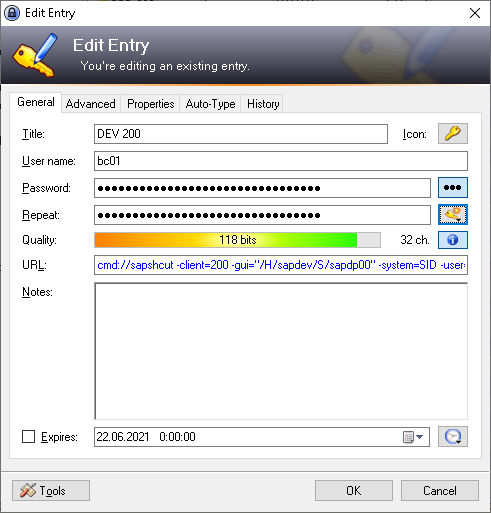 Edit Entry
Edit Entry
You're editing an existing entry.
General Advanced Properties Auto-Type History
Title: DEV 200 Icon:
User name: bc01
Password: ●●●●●●●●●●●●●●●●●●●●●●●●●●●●●●●● ●●●
Repeat: ●●●●●●●●●●●●●●●●●●●●●●●●●●●●●●●●
Quality: 118 bits 32 ch.
URL: cmd://sapshcut -client=200 -gui="/H/sapdev/S/sapdp00" -system=SID -user=
Notes:
Expires: 22.06.2021 0:00:00
Tools OK Cancel